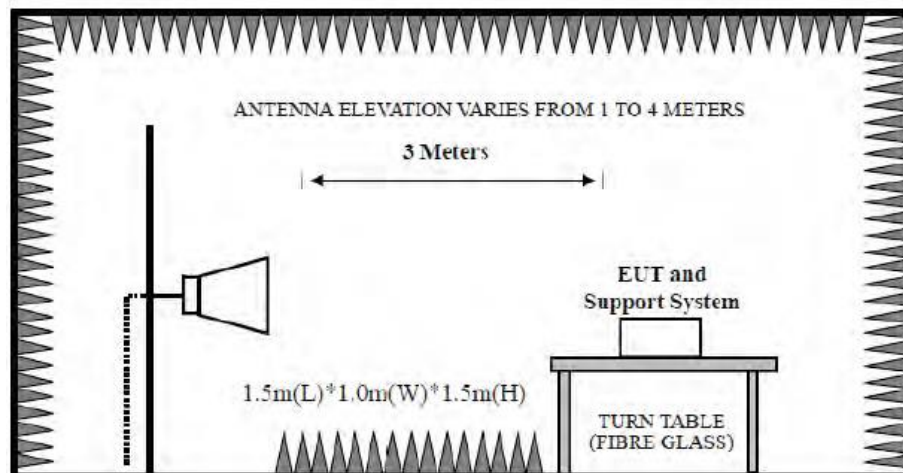 ANTENNA ELEVATION VARIES FROM 1 TO 4 METERS
3 Meters
EUT and
Support System
1.5m(L)*1.0m(W)*1.5m(H)
TURN TABLE
(FIBRE GLASS)